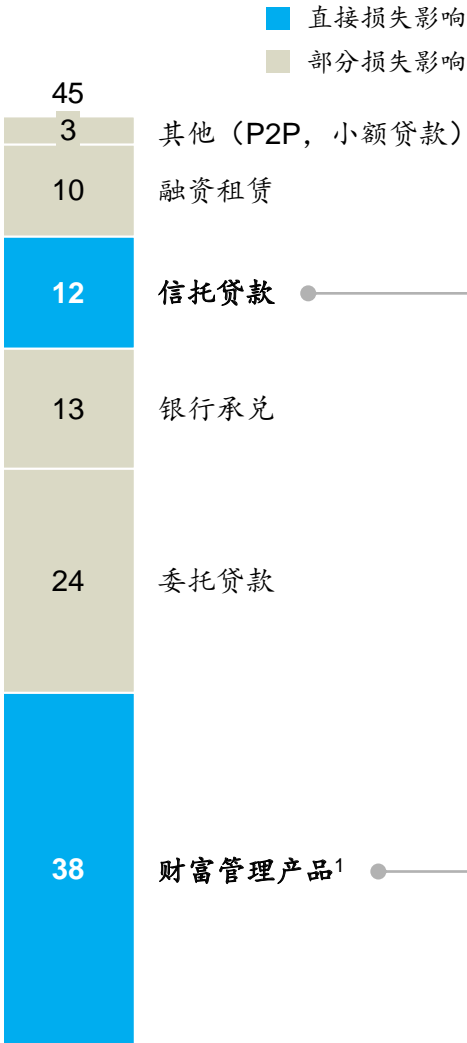 直接损失影响
部分损失影响
45
3 其他（P2P，小额贷款）
10 融资租赁
12 信托贷款
13 银行承兑
24 委托贷款
38 财富管理产品1